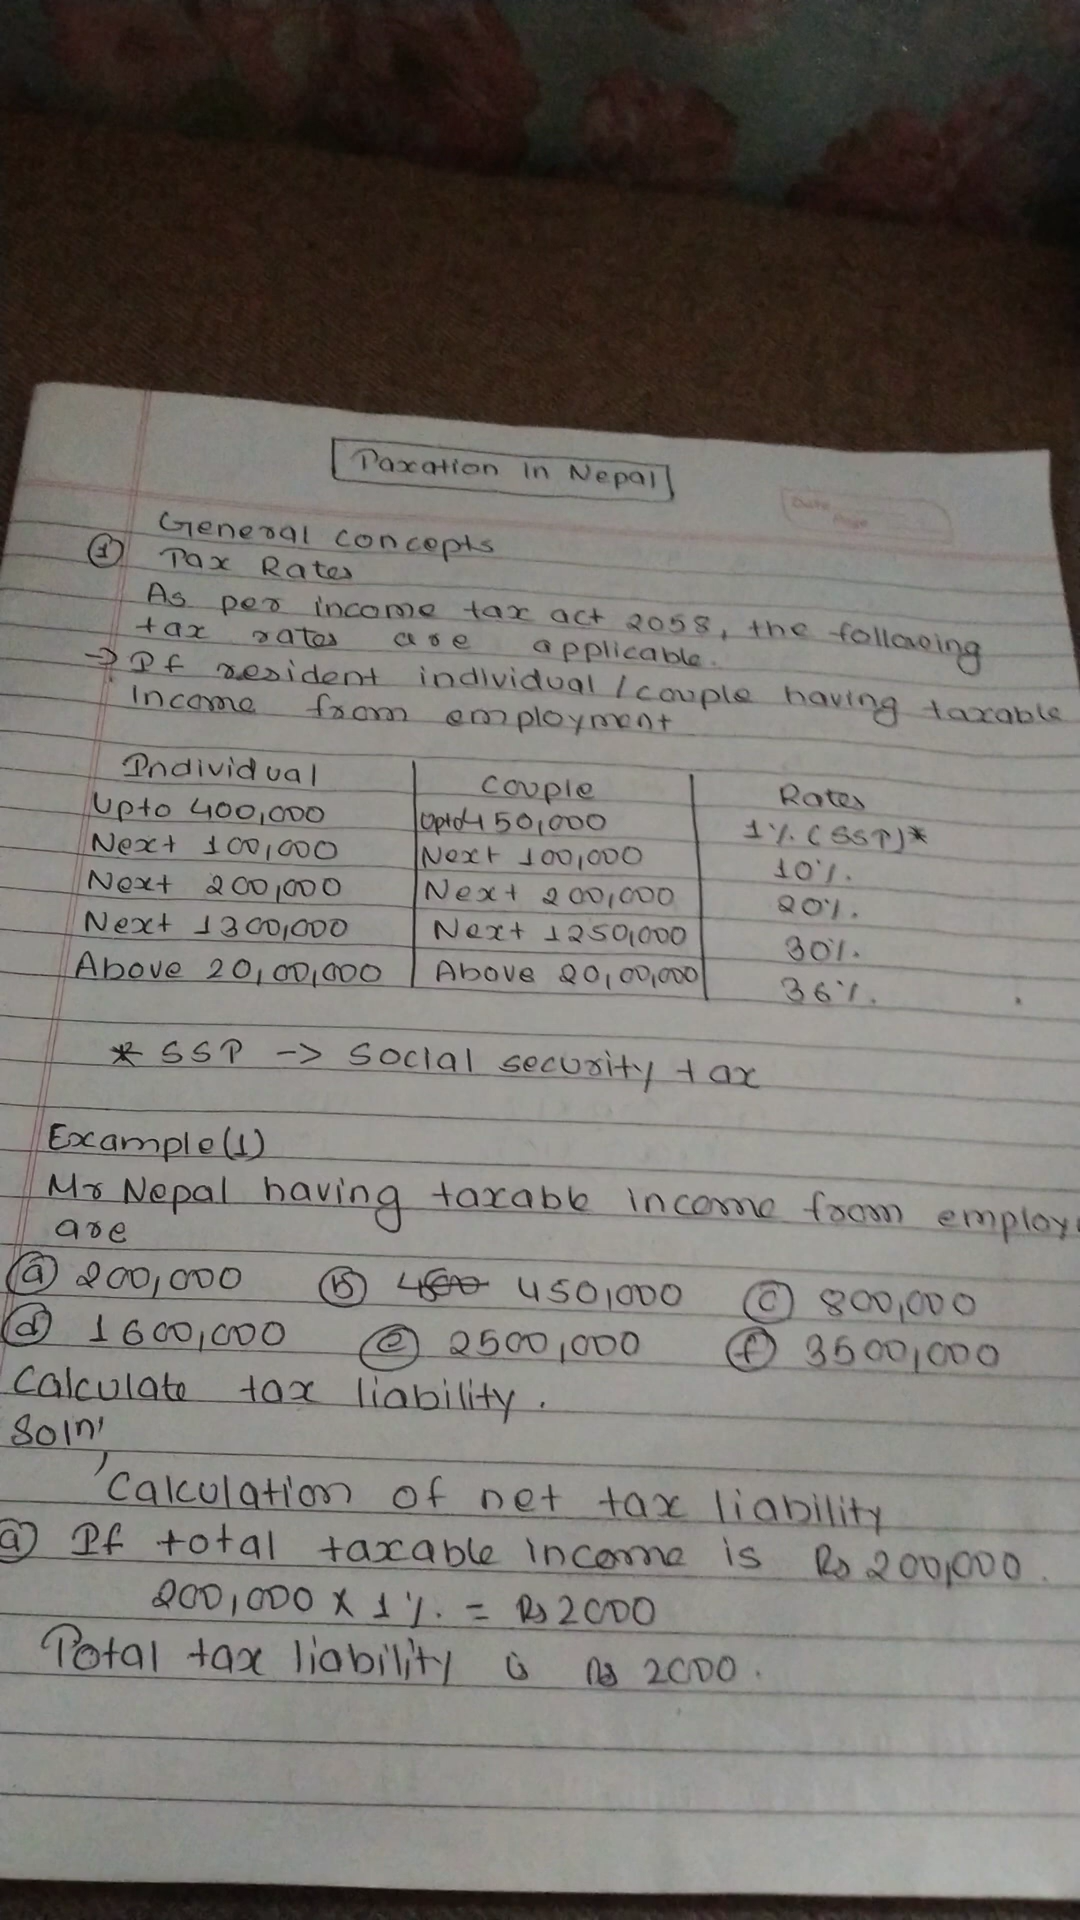 Taxation in Nepal
Date
Page
General concepts
① Tax Rates
As per income tax act 2058, the following
tax rates are applicable.
→ If resident individual / couple having taxable
income from employment
Individual | couple | Rates
Upto 400,000 | Upto 450,000 | 1% (SST)*
Next 100,000 | Next 100,000 | 10%.
Next 200,000 | Next 200,000 | 20%.
Next 1300,000 | Next 1250,000 | 30%.
Above 20,00,000 | Above 20,00,000 | 36%.
* SST -> Social security tax
Example(1)
Mr Nepal having taxable income from employ
are
ⓐ 200,000 ⓑ 450,000 ⓒ 800,000
ⓓ 1600,000 ⓔ 2500,000 ⓕ 3500,000
Calculate tax liability.
Soln'
Calculation of net tax liability
ⓐ If total taxable income is Rs 200,000.
200,000 x 1%. = Rs 2000
Total tax liability is Rs 2000.